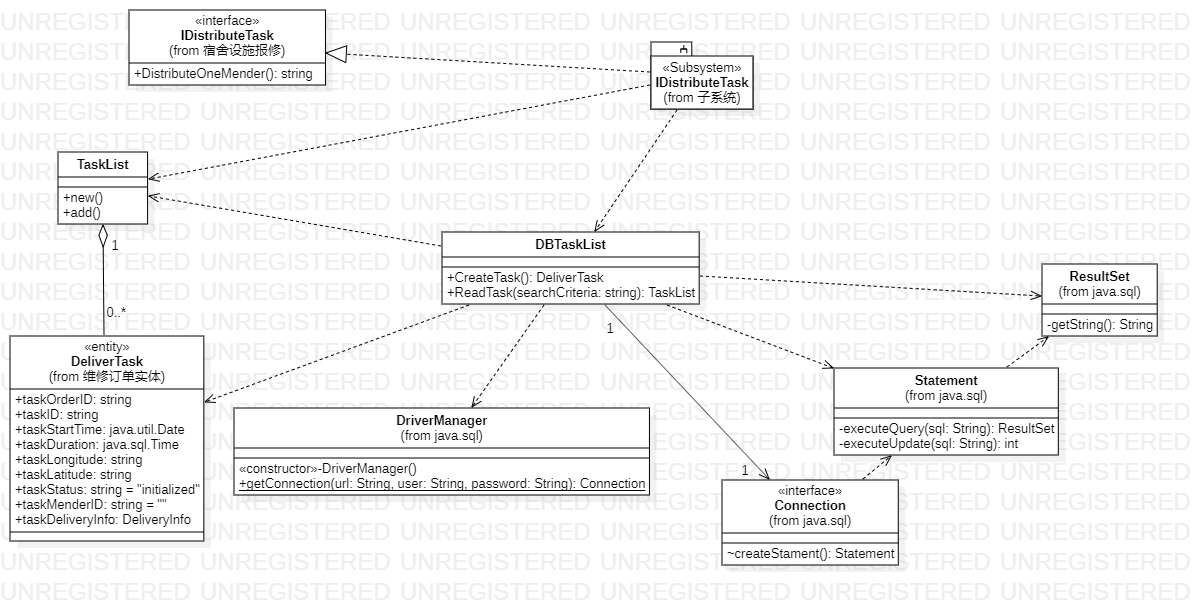 «interface»
IDistributeTask
(from 宿舍设施报修)
+DistributeOneMender(): string
«Subsystem»
IDistributeTask
(from 子系统)
TaskList
+new()
+add()
1
0..*
DBTaskList
+CreateTask(): DeliverTask
+ReadTask(searchCriteria: string): TaskList
1
1
ResultSet
(from java.sql)
-getString(): String
«entity»
DeliverTask
(from 维修订单实体)
+taskOrderID: string
+taskID: string
+taskStartTime: java.util.Date
+taskDuration: java.sql.Time
+taskLongitude: string
+taskLatitude: string
+taskStatus: string = "initialized"
+taskMenderID: string = ""
+taskDeliveryInfo: DeliveryInfo
DriverManager
(from java.sql)
«constructor»-DriverManager()
+getConnection(url: String, user: String, password: String): Connection
Statement
(from java.sql)
-executeQuery(sql: String): ResultSet
-executeUpdate(sql: String): int
«interface»
Connection
(from java.sql)
~createStament(): Statement
UNREGISTERED